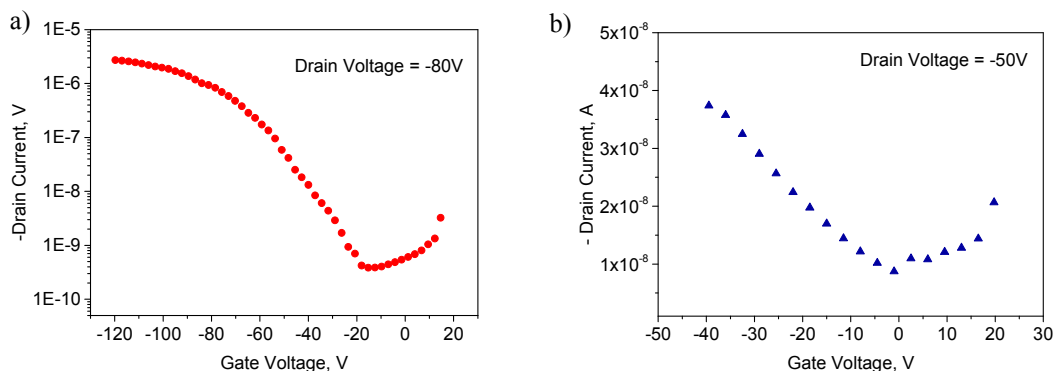 a)
1E-5
1E-6
1E-7
1E-8
1E-9
1E-10
-Drain Current, V
Drain Voltage = -80V
-120 -100 -80 -60 -40 -20 0 20
Gate Voltage, V
b)
5x10⁻⁸
4x10⁻⁸
3x10⁻⁸
2x10⁻⁸
1x10⁻⁸
- Drain Current, A
Drain Voltage = -50V
-50 -40 -30 -20 -10 0 10 20 30
Gate Voltage, V